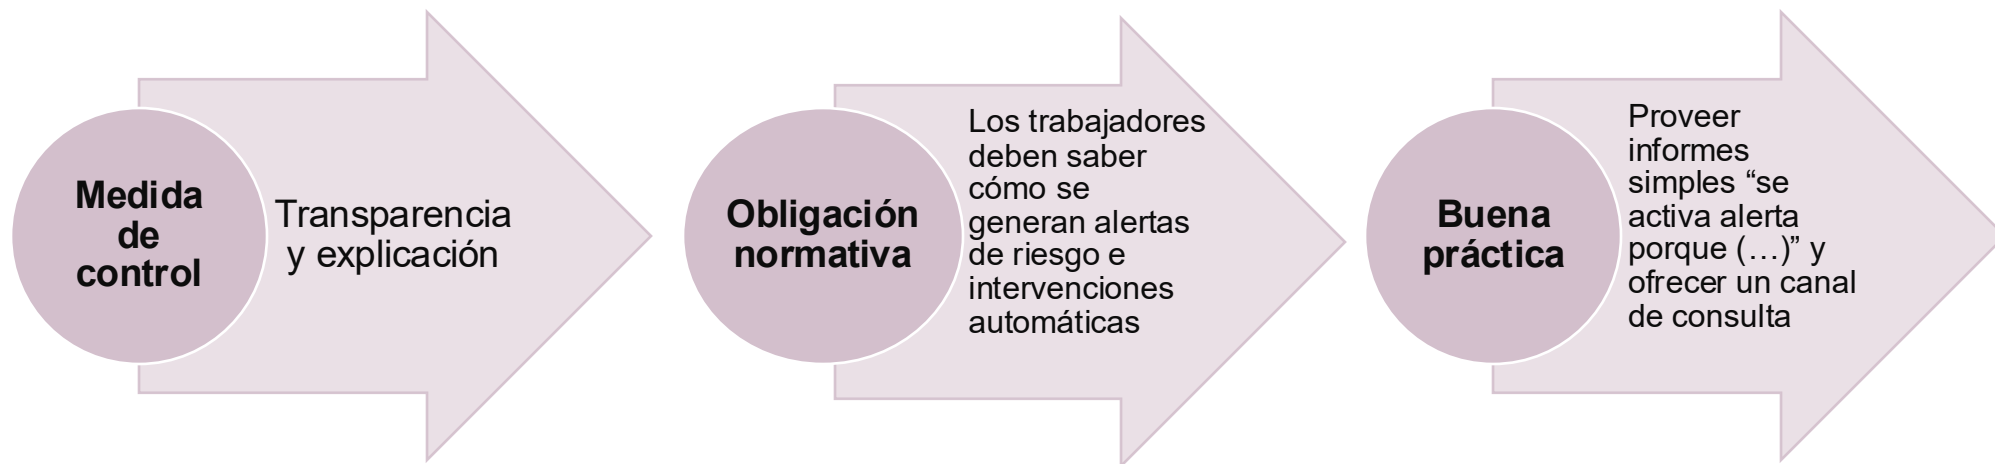 Medida
de
control
Transparencia
y explicación
Obligación
normativa
Los trabajadores
deben saber
cómo se
generan alertas
de riesgo e
intervenciones
automáticas
Buena
práctica
Proveer
informes
simples “se
activa alerta
porque (…)” y
ofrecer un canal
de consulta